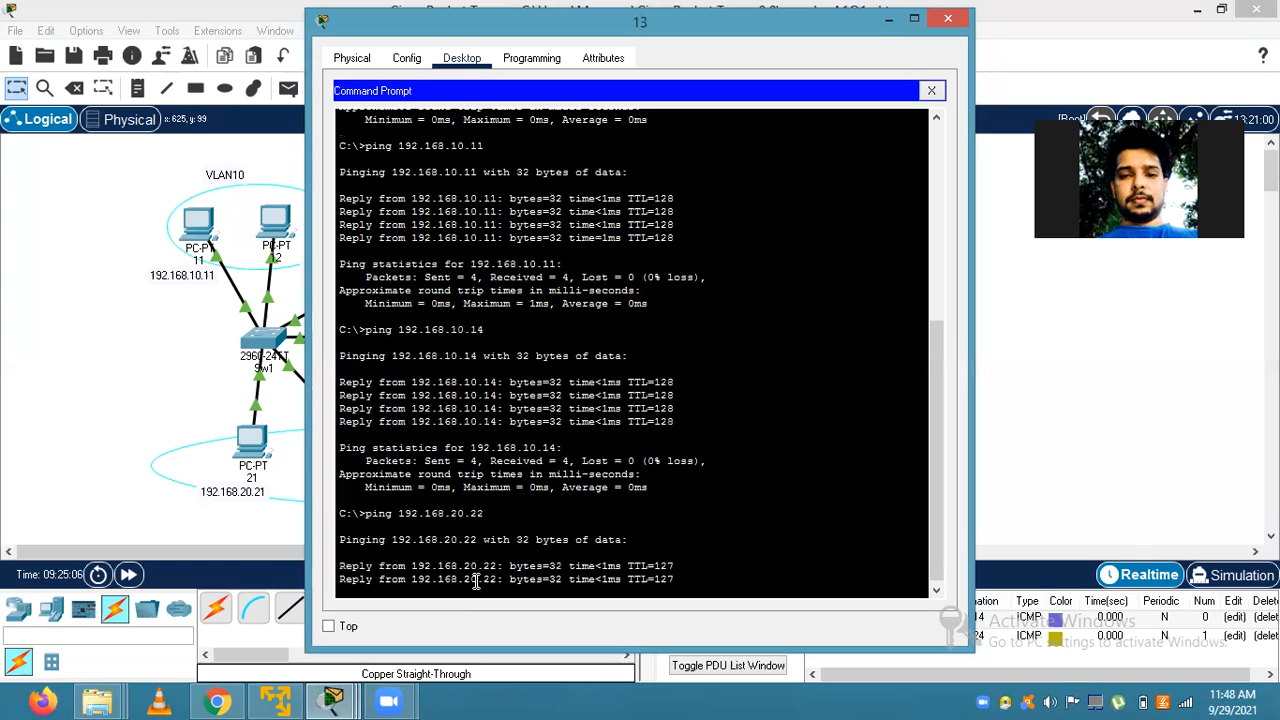 13
File
Edit
Options
View
Tools
Extensions
Window
Physical
Config
Desktop
Programming
Attributes
Command Prompt
X
Minimum = 0ms, Maximum = 0ms, Average = 0ms
C:\>ping 192.168.10.11
Pinging 192.168.10.11 with 32 bytes of data:
Reply from 192.168.10.11: bytes=32 time<1ms TTL=128
Reply from 192.168.10.11: bytes=32 time<1ms TTL=128
Reply from 192.168.10.11: bytes=32 time<1ms TTL=128
Reply from 192.168.10.11: bytes=32 time=1ms TTL=128
Ping statistics for 192.168.10.11:
Packets: Sent = 4, Received = 4, Lost = 0 (0% loss),
Approximate round trip times in milli-seconds:
Minimum = 0ms, Maximum = 1ms, Average = 0ms
C:\>ping 192.168.10.14
Pinging 192.168.10.14 with 32 bytes of data:
Reply from 192.168.10.14: bytes=32 time<1ms TTL=128
Reply from 192.168.10.14: bytes=32 time<1ms TTL=128
Reply from 192.168.10.14: bytes=32 time<1ms TTL=128
Reply from 192.168.10.14: bytes=32 time<1ms TTL=128
Ping statistics for 192.168.10.14:
Packets: Sent = 4, Received = 4, Lost = 0 (0% loss),
Approximate round trip times in milli-seconds:
Minimum = 0ms, Maximum = 0ms, Average = 0ms
C:\>ping 192.168.20.22
Pinging 192.168.20.22 with 32 bytes of data:
Reply from 192.168.20.22: bytes=32 time<1ms TTL=127
Reply from 192.168.20.22: bytes=32 time<1ms TTL=127
Top
Logical
Physical
x: 625, y: 99
13:21:00
VLAN10
PC-PT
11
PC-PT
12
192.168.10.11
2960-24TT
Sw1
PC-PT
21
192.168.20.21
Time: 09:25:06
Realtime
Simulation
Type
Color
Time(sec)
Periodic
Num
Edit
Delete
14 ICMP 0.000 N 0 (edit)
24 ICMP 0.000 N 1 (edit)
Activate Windows
Go to PC settings to activate Windows.
Toggle PDU List Window
Copper Straight-Through
11:48 AM
9/29/2021